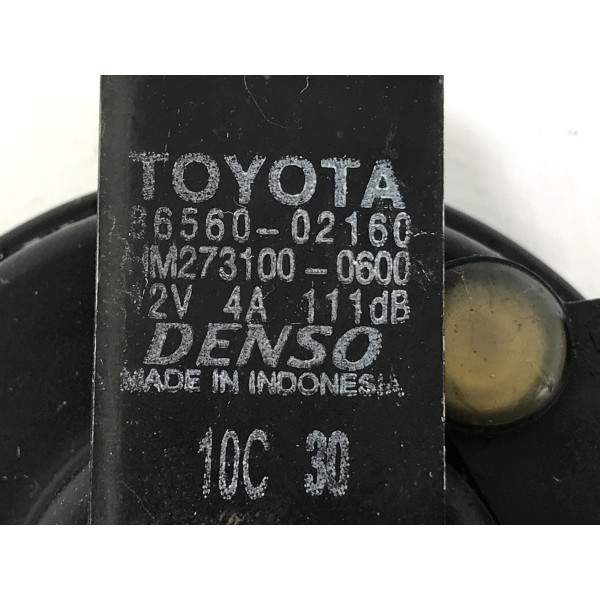 TOYOTA
86560-02160
HM273100-0600
12V 4A 111dB
DENSO
MADE IN INDONESIA
10C 30